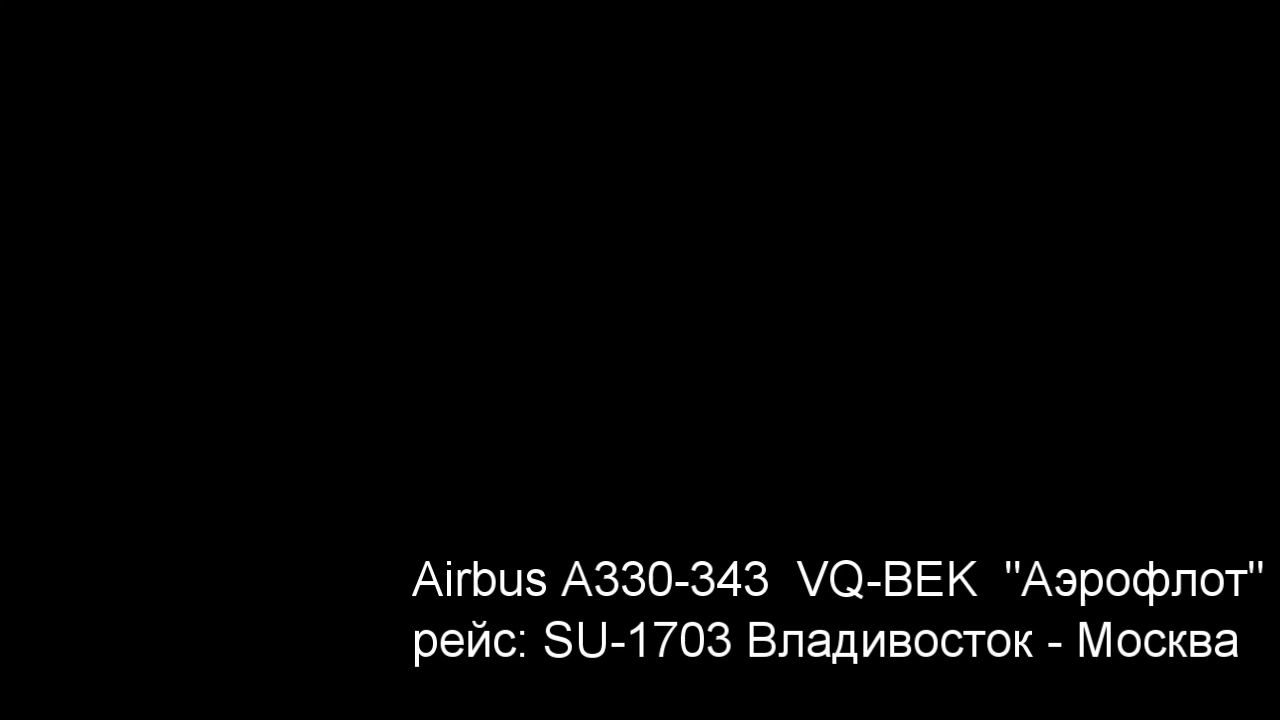 Airbus A330-343 VQ-BEK "Аэрофлот"
рейс: SU-1703 Владивосток - Москва